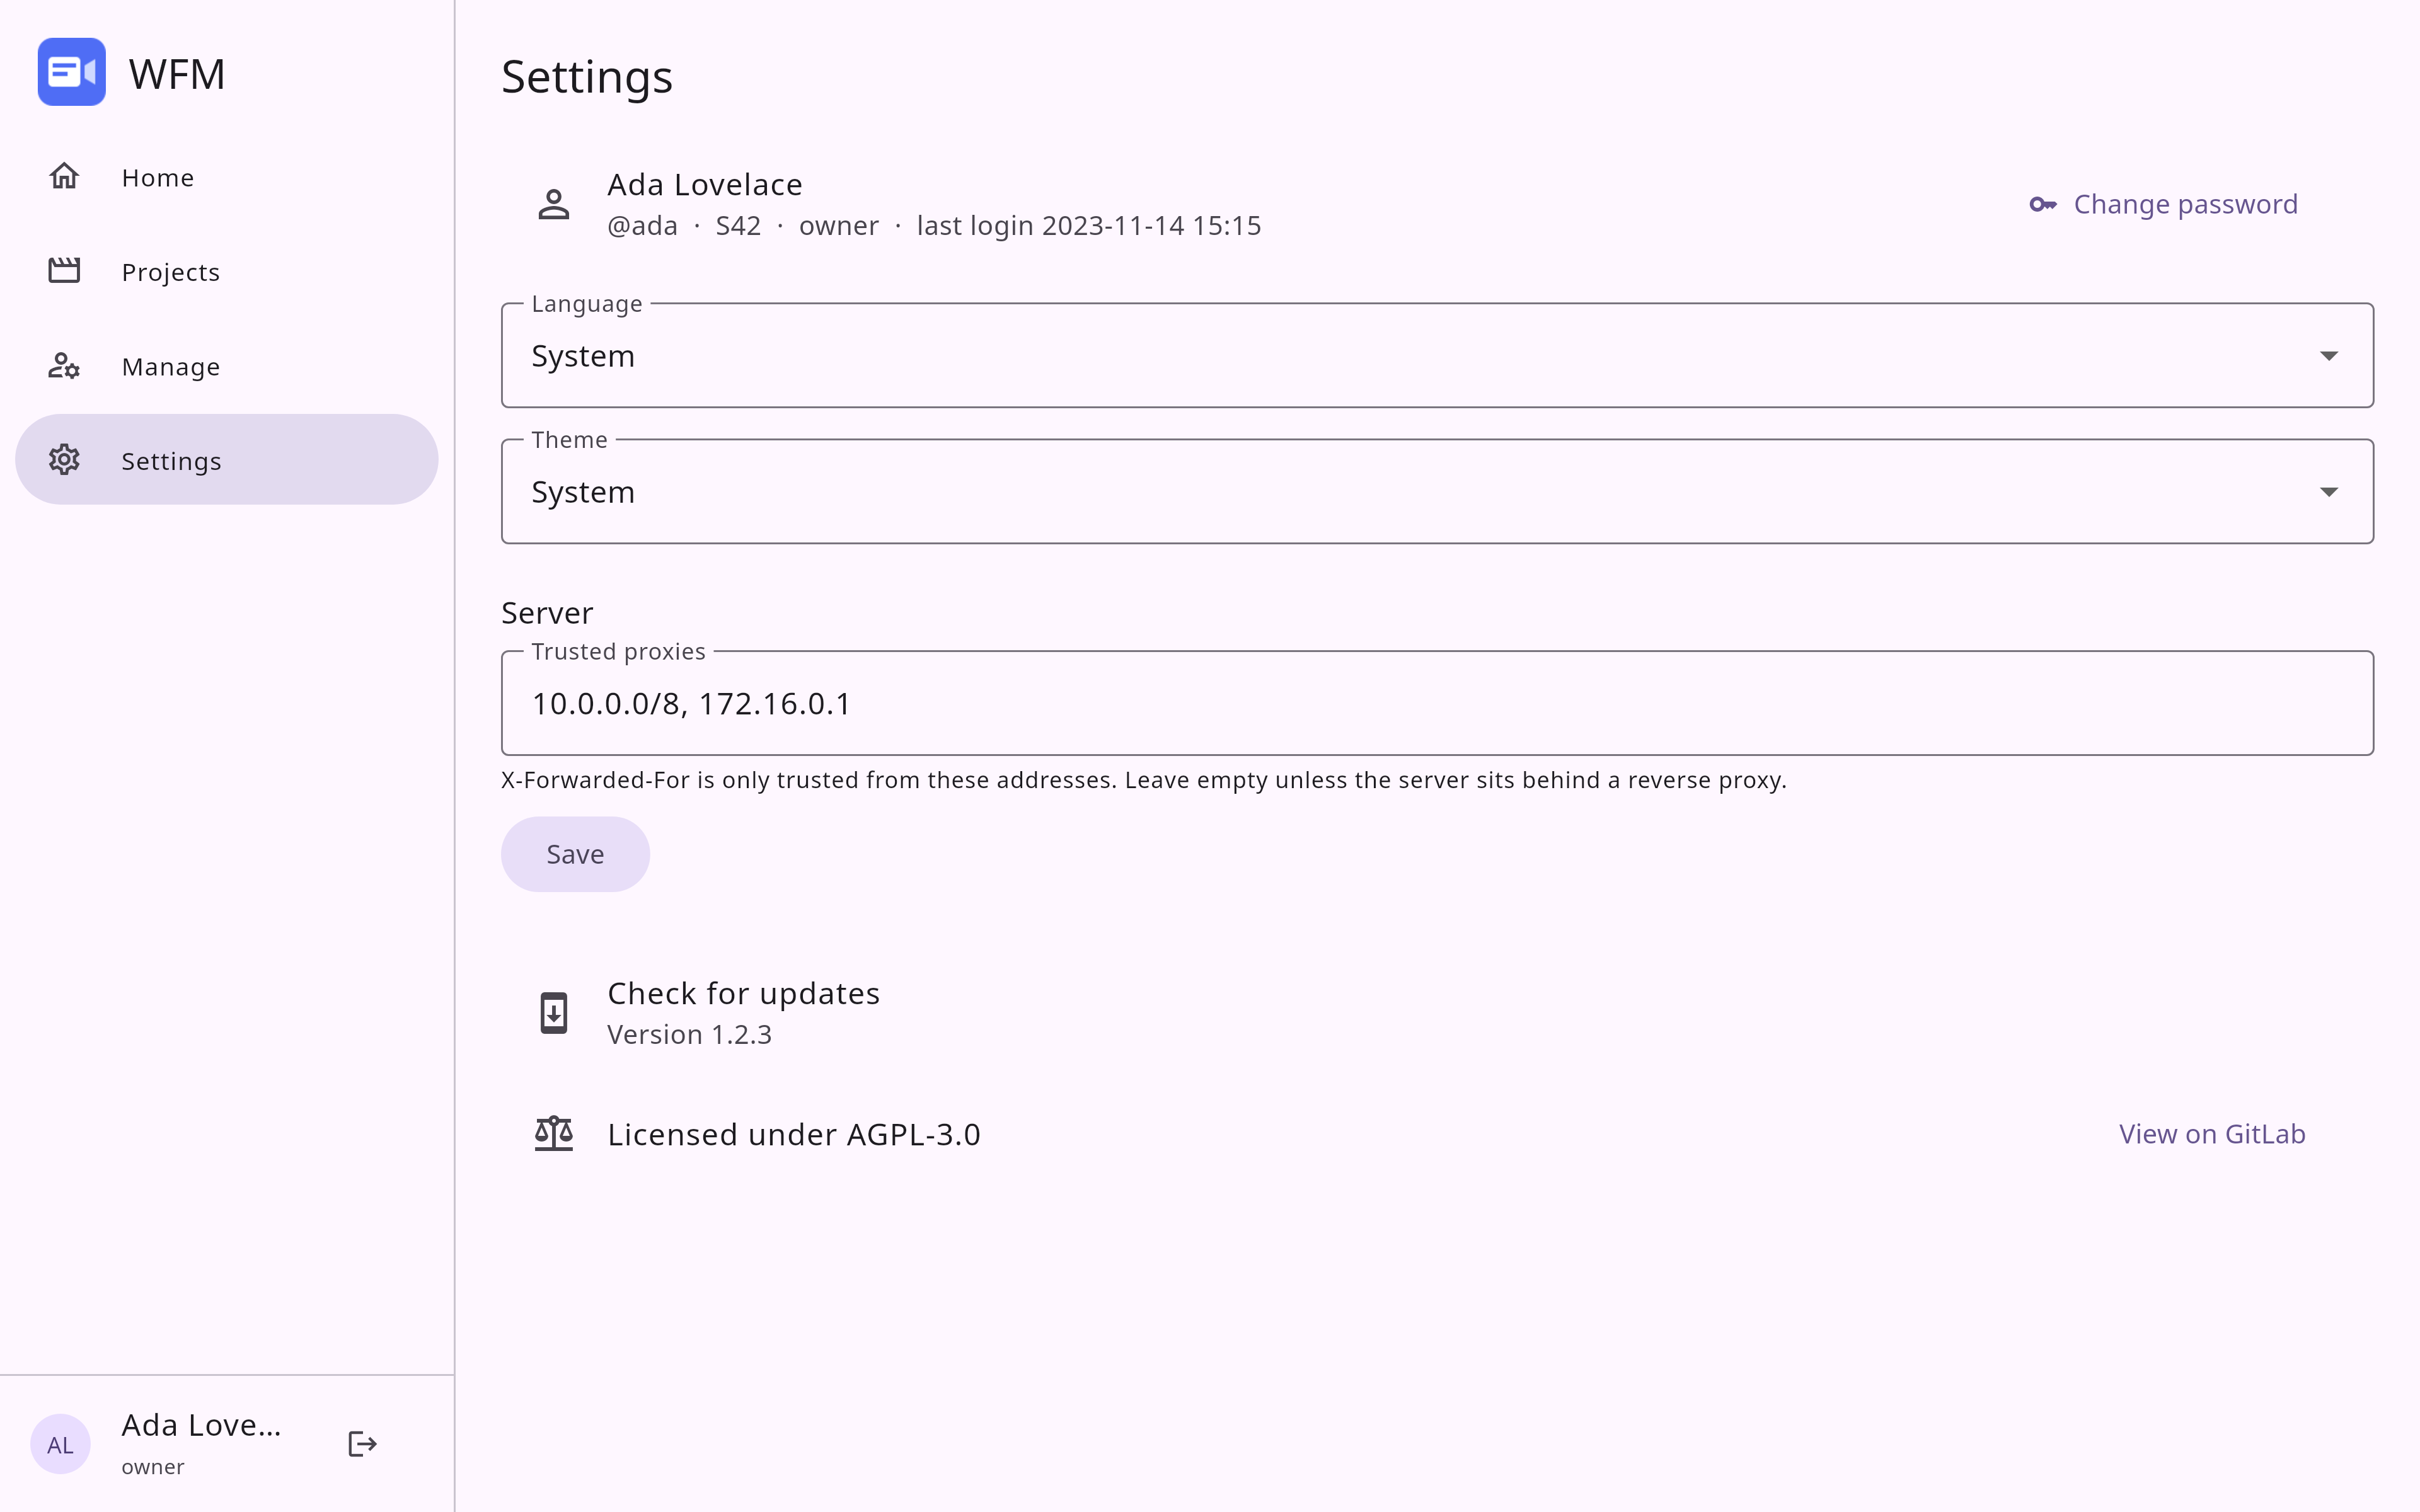 WFM
Home
Projects
Manage
Settings
AL
Ada Love...
owner
Settings
Ada Lovelace
@ada · S42 · owner · last login 2023-11-14 15:15
Change password
Language
System
Theme
System
Server
Trusted proxies
10.0.0.0/8, 172.16.0.1
X-Forwarded-For is only trusted from these addresses. Leave empty unless the server sits behind a reverse proxy.
Save
Check for updates
Version 1.2.3
Licensed under AGPL-3.0
View on GitLab